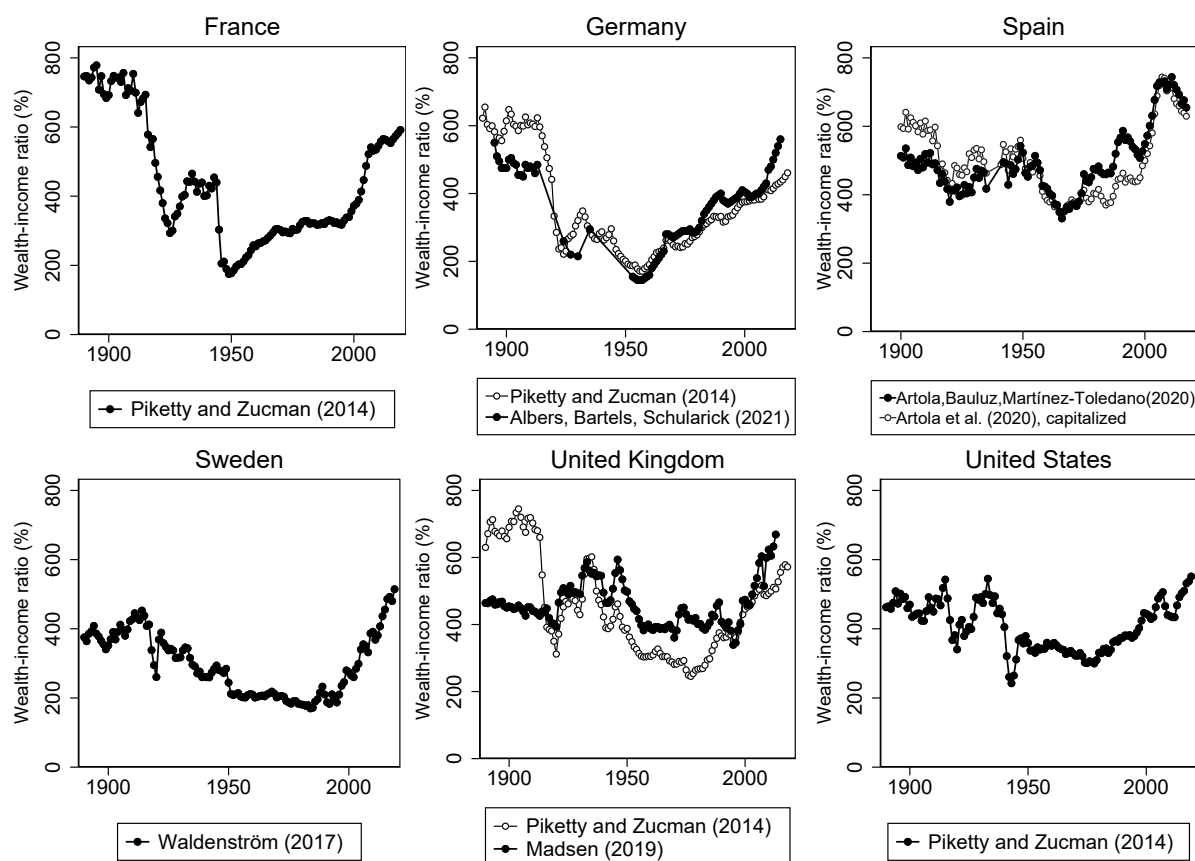 France
Wealth-income ratio (%)
800
600
400
200
0
1900
1950
2000
Piketty and Zucman (2014)
Germany
Wealth-income ratio (%)
800
600
400
200
0
1900
1950
2000
Piketty and Zucman (2014)
Albers, Bartels, Schularick (2021)
Spain
Wealth-income ratio (%)
800
600
400
200
0
1900
1950
2000
Artola,Bauluz,Martínez-Toledano(2020)
Artola et al. (2020), capitalized
Sweden
Wealth-income ratio (%)
800
600
400
200
0
1900
1950
2000
Waldenström (2017)
United Kingdom
Wealth-income ratio (%)
800
600
400
200
0
1900
1950
2000
Piketty and Zucman (2014)
Madsen (2019)
United States
Wealth-income ratio (%)
800
600
400
200
0
1900
1950
2000
Piketty and Zucman (2014)